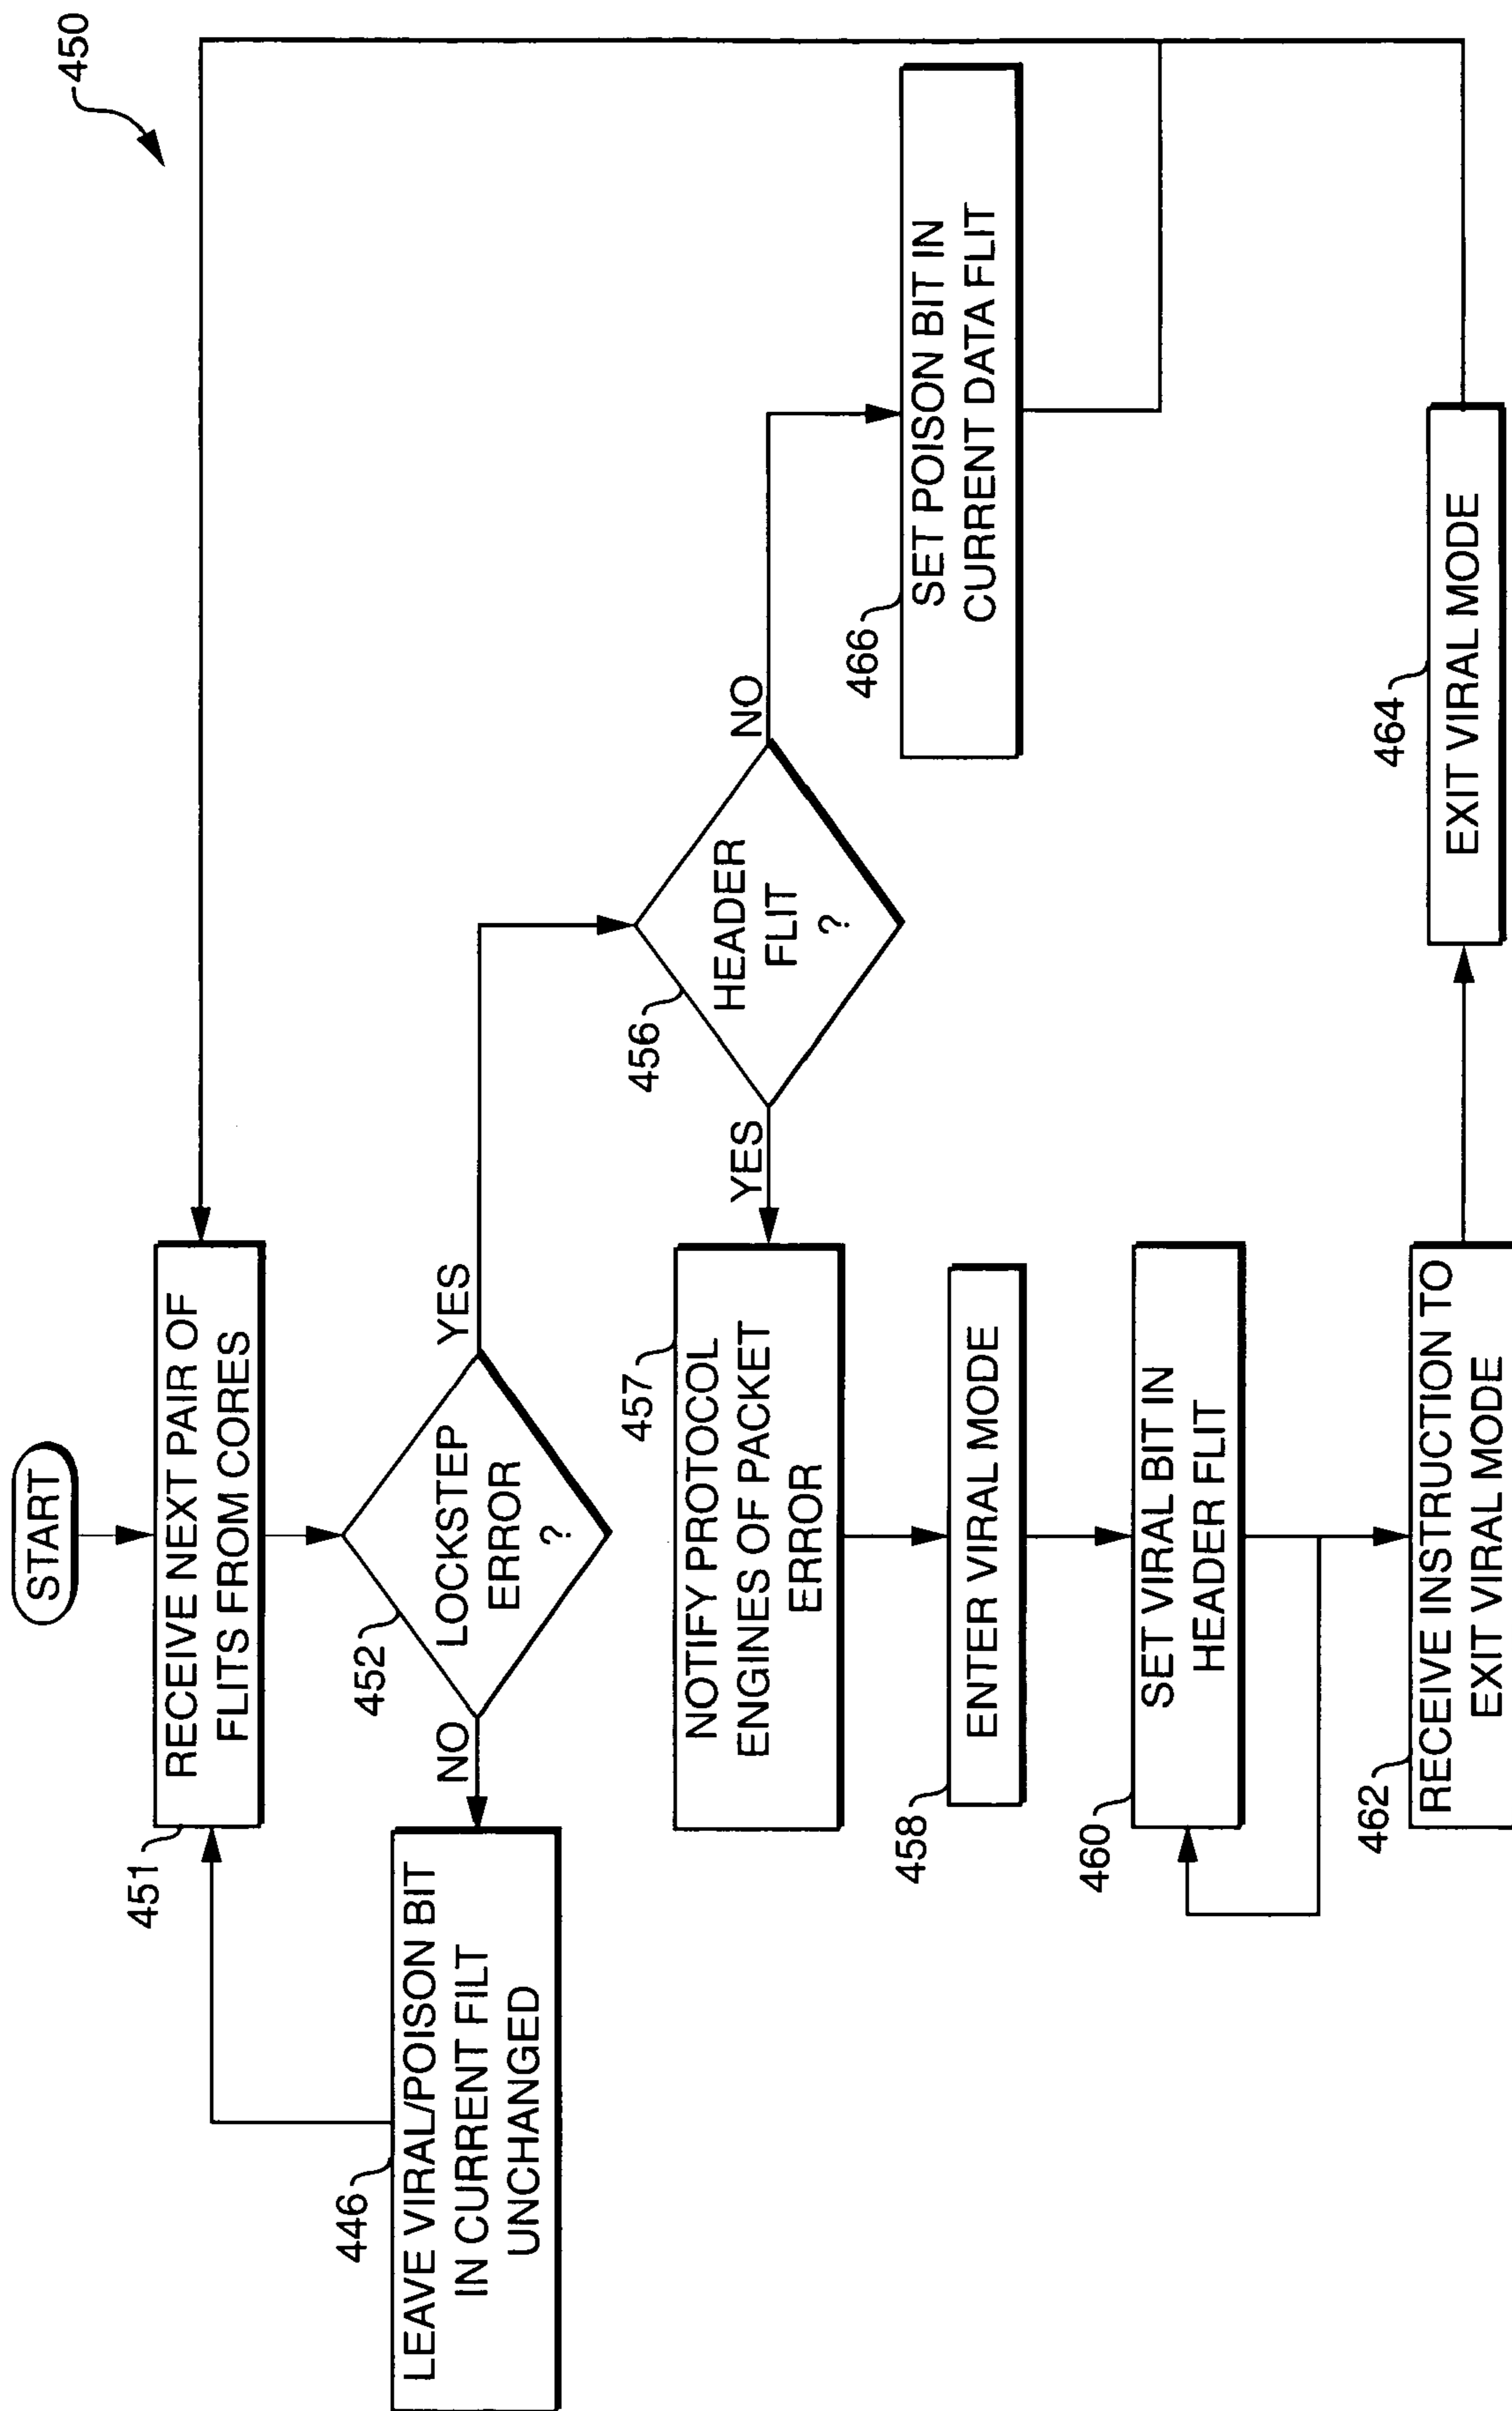 450
START
RECEIVE NEXT PAIR OF
FLITS FROM CORES
451
LOCKSTEP
ERROR
?
452
NO
YES
LEAVE VIRAL/POISON BIT
IN CURRENT FILT
UNCHANGED
446
HEADER
FLIT
?
456
YES
NO
NOTIFY PROTOCOL
ENGINES OF PACKET
ERROR
457
SET POISON BIT IN
CURRENT DATA FLIT
466
ENTER VIRAL MODE
458
SET VIRAL BIT IN
HEADER FLIT
460
RECEIVE INSTRUCTION TO
EXIT VIRAL MODE
462
EXIT VIRAL MODE
464